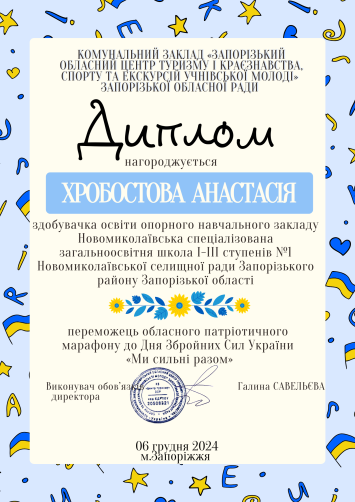 КОМУНАЛЬНИЙ ЗАКЛАД «ЗАПОРІЗЬКИЙ
ОБЛАСНИЙ ЦЕНТР ТУРИЗМУ І КРАЄЗНАВСТВА,
СПОРТУ ТА ЕКСКУРСІЙ УЧНІВСЬКОЇ МОЛОДІ»
ЗАПОРІЗЬКОЇ ОБЛАСНОЇ РАДИ
Диплом
нагороджується
ХРОБОСТОВА АНАСТАСІЯ
здобувачка освіти опорного навчального закладу
Новомиколаївська спеціалізована
загальноосвітня школа І-ІІІ ступенів №1
Новомиколаївської селищної ради Запорізького
району Запорізької області
переможець обласного патріотичного
марафону до Дня Збройних Сил України
«Ми сильні разом»
Виконувач обов'язків
директора
Галина САВЕЛЬЄВА
06 грудня 2024
м.запоріжжя